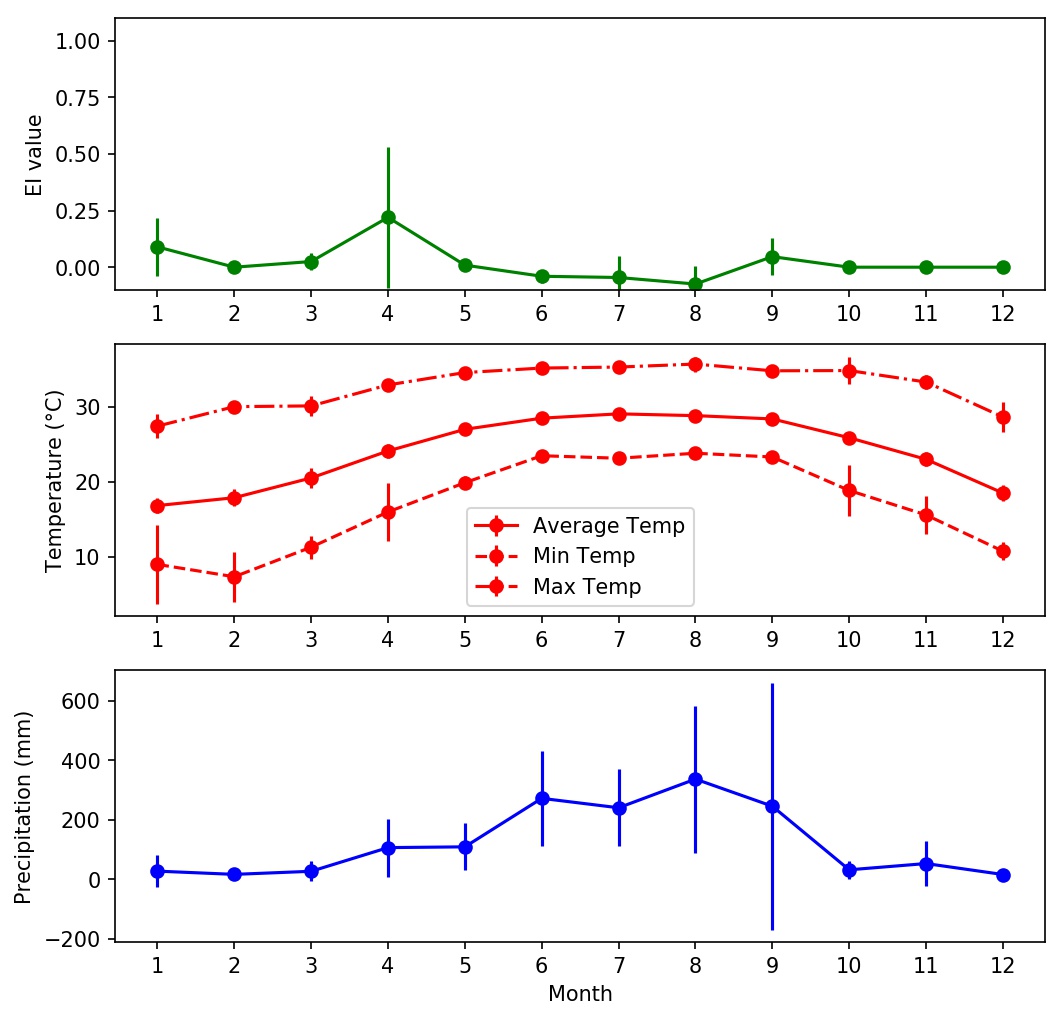 EI value
1.00
0.75
0.50
0.25
0.00
1 2 3 4 5 6 7 8 9 10 11 12
Temperature (°C)
30
20
10
Average Temp
Min Temp
Max Temp
1 2 3 4 5 6 7 8 9 10 11 12
Precipitation (mm)
600
400
200
0
−200
1 2 3 4 5 6 7 8 9 10 11 12
Month